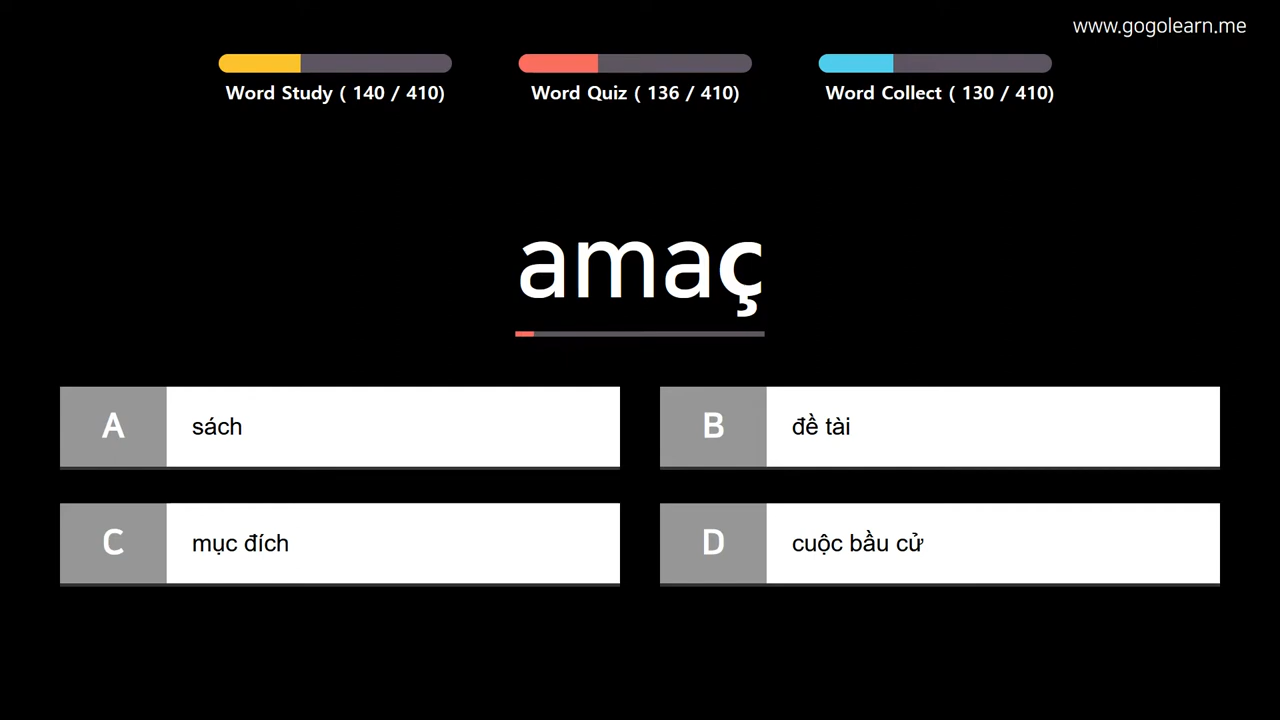 www.gogolearn.me
Word Study ( 140 / 410)
Word Quiz ( 136 / 410)
Word Collect ( 130 / 410)
amaç
A sách
B đề tài
C mục đích
D cuộc bầu cử